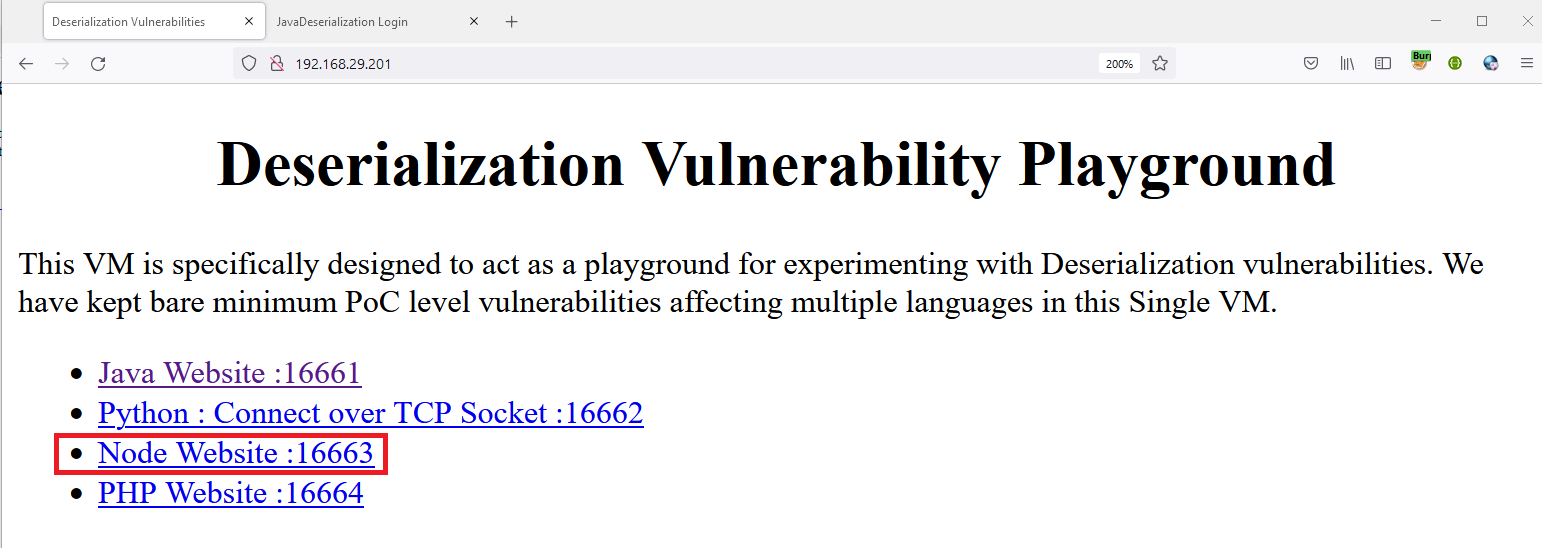 Deserialization Vulnerabilities JavaDeserialization Login
192.168.29.201 200% Burp
Deserialization Vulnerability Playground
This VM is specifically designed to act as a playground for experimenting with Deserialization vulnerabilities. We
have kept bare minimum PoC level vulnerabilities affecting multiple languages in this Single VM.
Java Website :16661
Python : Connect over TCP Socket :16662
Node Website :16663
PHP Website :16664